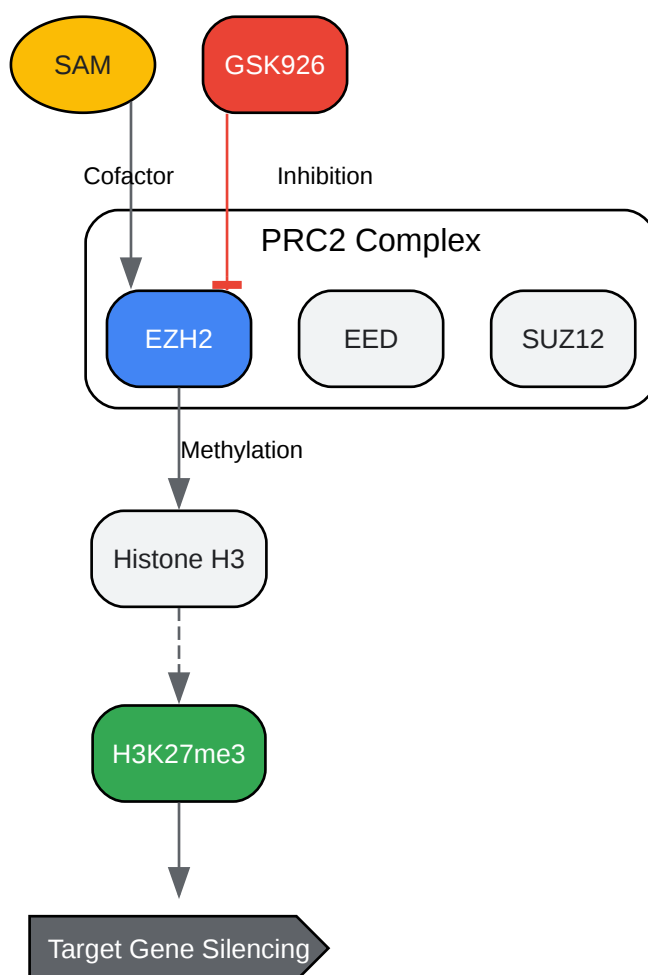 SAM
GSK926
Cofactor
Inhibition
PRC2 Complex
EZH2
EED
SUZ12
Methylation
Histone H3
H3K27me3
Target Gene Silencing